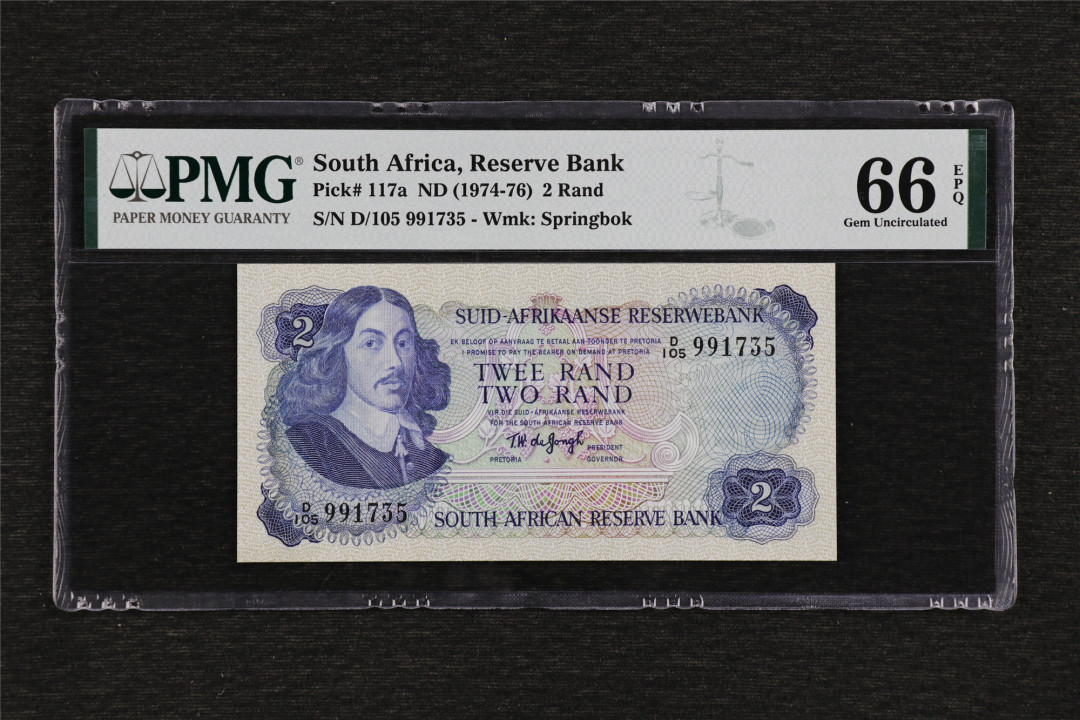 PMG®
PAPER MONEY GUARANTY
South Africa, Reserve Bank
Pick# 117a ND (1974-76) 2 Rand
S/N D/105 991735 - Wmk: Springbok
66
EPQ
Gem Uncirculated
2
SUID-AFRIKAANSE RESERWEBANK
EK BELOOF OP AANVRAAG TE BETAAL AAN TOONDER TE PRETORIA
I PROMISE TO PAY THE BEARER ON DEMAND AT PRETORIA
D/105 991735
TWEE RAND
TWO RAND
VIR DIE SUID-AFRIKAANSE RESERWEBANK
FOR THE SOUTH AFRICAN RESERVE BANK
T.W. de Jongh
PRESIDENT
PRETORIA GOVERNOR
2
D/105 991735
SOUTH AFRICAN RESERVE BANK